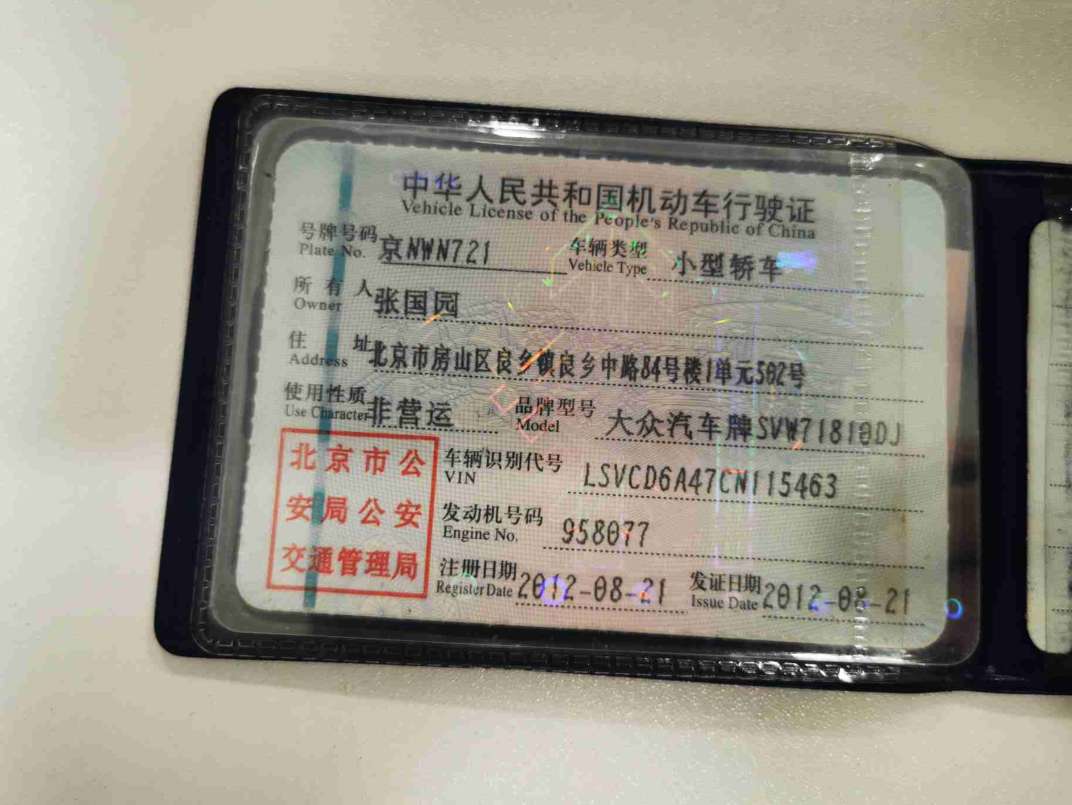 中华人民共和国机动车行驶证
Vehicle License of the People's Republic of China
号牌号码 京NWN721 车辆类型 小型轿车
Plate No. Vehicle Type
所有人 张国园
Owner
住址 北京市房山区良乡镇良乡中路84号楼1单元502号
Address
使用性质 非营运 品牌型号 大众汽车牌SVW71810DJ
Use Character Model
北京市公
安局公安
交通管理局
车辆识别代号 LSVCD6A47CN115463
VIN
发动机号码 958077
Engine No.
注册日期 2012-08-21 发证日期 2012-08-21
Register Date Issue Date